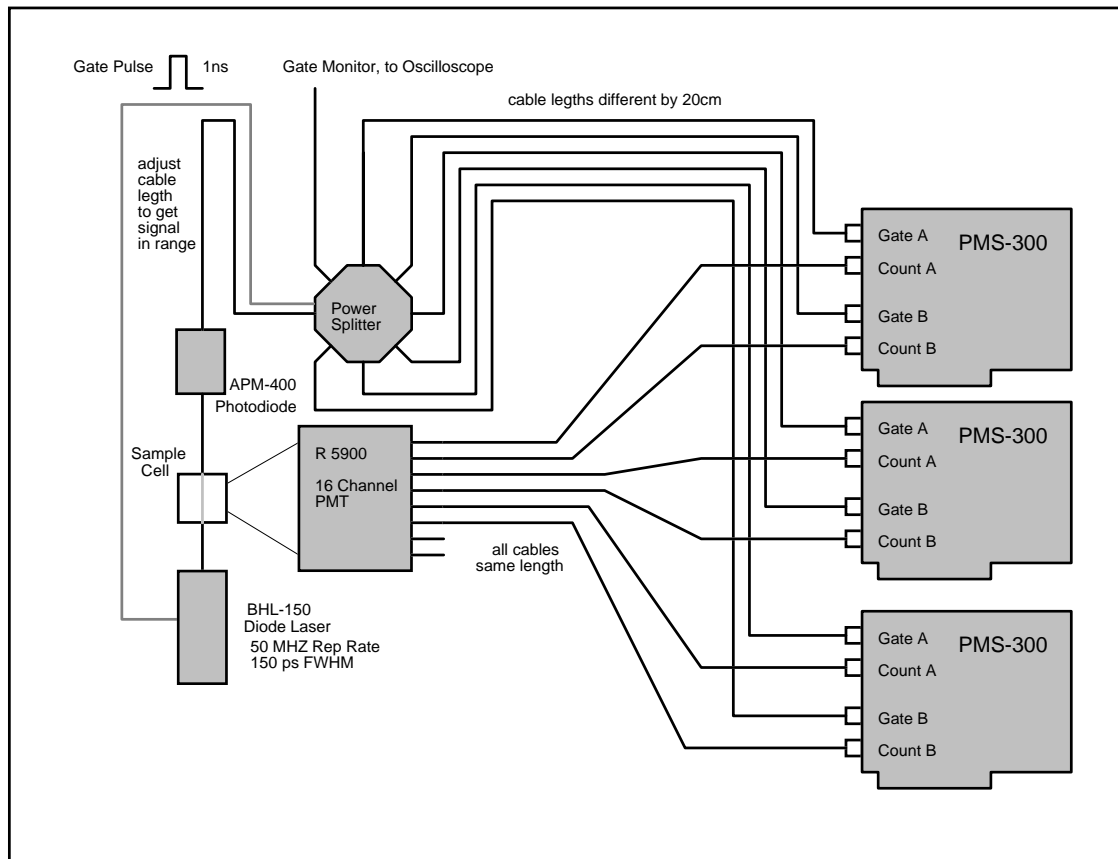 Gate Pulse
1ns
Gate Monitor, to Oscilloscope
cable legths different by 20cm
adjust
cable
legth
to get
signal
in range
Power
Splitter
APM-400
Photodiode
Sample
Cell
R 5900
16 Channel
PMT
all cables
same length
BHL-150
Diode Laser
50 MHZ Rep Rate
150 ps FWHM
PMS-300
Gate A
Count A
Gate B
Count B
PMS-300
Gate A
Count A
Gate B
Count B
PMS-300
Gate A
Count A
Gate B
Count B